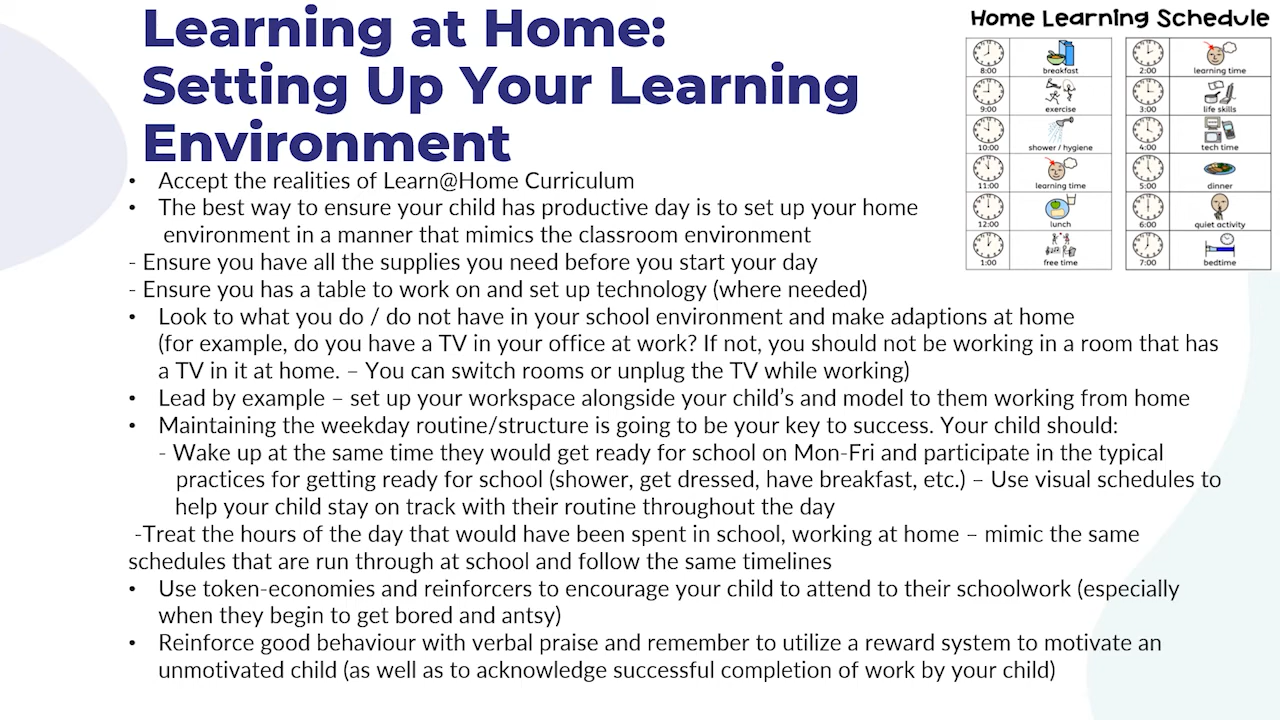 Learning at Home:
Setting Up Your Learning
Environment
• Accept the realities of Learn@Home Curriculum
• The best way to ensure your child has productive day is to set up your home
environment in a manner that mimics the classroom environment
- Ensure you have all the supplies you need before you start your day
- Ensure you has a table to work on and set up technology (where needed)
• Look to what you do / do not have in your school environment and make adaptions at home
(for example, do you have a TV in your office at work? If not, you should not be working in a room that has
a TV in it at home. – You can switch rooms or unplug the TV while working)
• Lead by example – set up your workspace alongside your child's and model to them working from home
• Maintaining the weekday routine/structure is going to be your key to success. Your child should:
- Wake up at the same time they would get ready for school on Mon-Fri and participate in the typical
practices for getting ready for school (shower, get dressed, have breakfast, etc.) – Use visual schedules to
help your child stay on track with their routine throughout the day
-Treat the hours of the day that would have been spent in school, working at home – mimic the same
schedules that are run through at school and follow the same timelines
• Use token-economies and reinforcers to encourage your child to attend to their schoolwork (especially
when they begin to get bored and antsy)
• Reinforce good behaviour with verbal praise and remember to utilize a reward system to motivate an
unmotivated child (as well as to acknowledge successful completion of work by your child)
Home Learning Schedule
8:00 breakfast
9:00 exercise
10:00 shower / hygiene
11:00 learning time
12:00 lunch
1:00 free time
2:00 learning time
3:00 life skills
4:00 tech time
5:00 dinner
6:00 quiet activity
7:00 bedtime